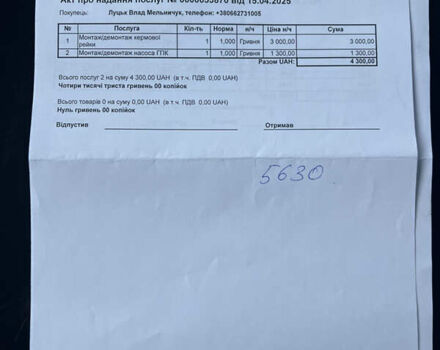 Акт про надання послуг № 0000055870 від 15.04.2025
Покупець: Луцьк Влад Мельничук, телефон: +380662731005
№ Послуга Кіл-ть Норма н/ч Ціна н/ч Сума
1 Монтаж/демонтаж кермової рейки 1 1,000 Гривня 3 000,00 3 000,00
2 Монтаж/демонтаж насоса ГПК 1 1,000 Гривня 1 300,00 1 300,00
Разом UAH: 4 300,00
Всього послуг 2 на суму 4 300,00 UAH (в т.ч. ПДВ 0,00 UAH)
Чотири тисячі триста гривень 00 копійок
Всього товарів 0 на суму 0,00 UAH (в т.ч. ПДВ 0,00 UAH)
Нуль гривень 00 копійок
Відпустив Отримав
5630